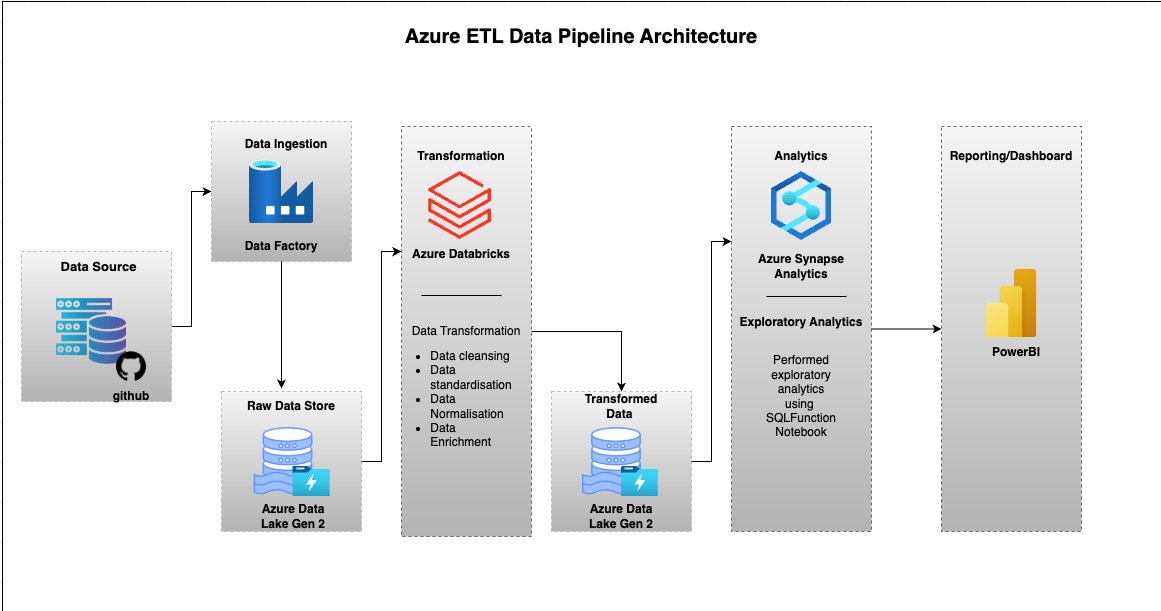 Azure ETL Data Pipeline Architecture
Data Source
github
Data Ingestion
Data Factory
Raw Data Store
Azure Data
Lake Gen 2
Transformation
Azure Databricks
Data Transformation
Data cleansing
Data
standardisation
Data
Normalisation
Data
Enrichment
Transformed
Data
Azure Data
Lake Gen 2
Analytics
Azure Synapse
Analytics
Exploratory Analytics
Performed
exploratory
analytics
using
SQLFunction
Notebook
Reporting/Dashboard
PowerBI